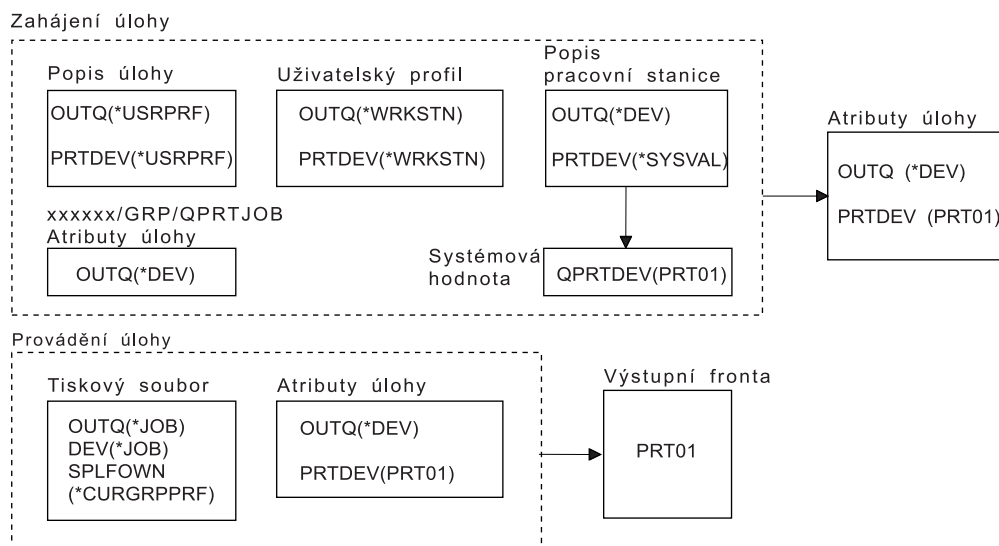 Zahájení úlohy
Popis úlohy
OUTQ(*USRPRF)
PRTDEV(*USRPRF)
Uživatelský profil
OUTQ(*WRKSTN)
PRTDEV(*WRKSTN)
Popis
pracovní stanice
OUTQ(*DEV)
PRTDEV(*SYSVAL)
Atributy úlohy
OUTQ (*DEV)
PRTDEV (PRT01)
xxxxxx/GRP/QPRTJOB
Atributy úlohy
OUTQ(*DEV)
Systémová
hodnota
QPRTDEV(PRT01)
Provádění úlohy
Tiskový soubor
OUTQ(*JOB)
DEV(*JOB)
SPLFOWN
(*CURGRPPRF)
Atributy úlohy
OUTQ(*DEV)
PRTDEV(PRT01)
Výstupní fronta
PRT01